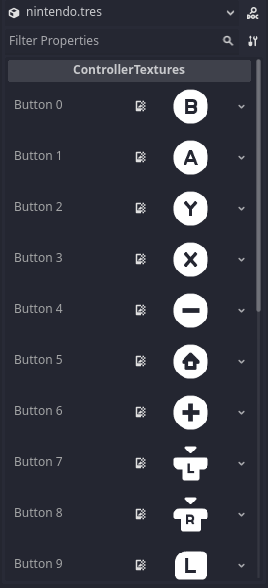 nintendo.tres
DOC
Filter Properties
ControllerTextures
Button 0 B
Button 1 A
Button 2 Y
Button 3 X
Button 4
Button 5
Button 6
Button 7 L
Button 8 R
Button 9 L